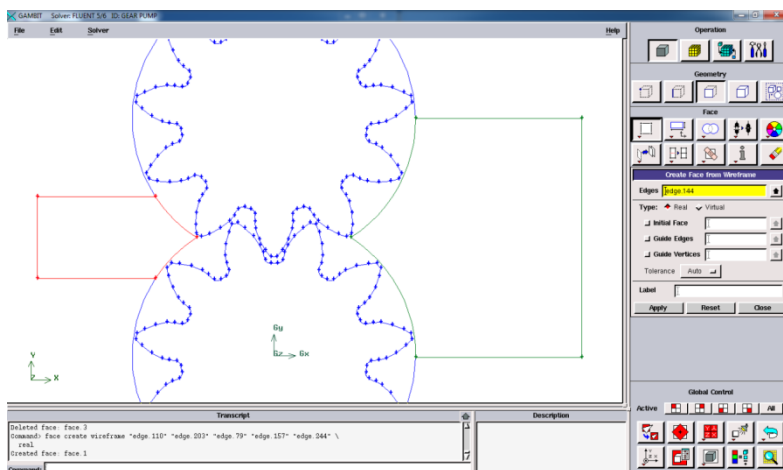 GAMBIT Solver: FLUENT 5/6 ID: GEAR PUMP
File Edit Solver Help
Operation
Geometry
Face
Create Face from Wireframe
Edges edge.144
Type: Real Virtual
Initial Face
Guide Edges
Guide Vertices
Tolerance Auto
Label
Apply Reset Close
Gy
Gz Gx
Y
Z X
Global Control
Active All
Transcript
Description
Deleted face: face.3
Command> face create wireframe "edge.110" "edge.203" "edge.79" "edge.157" "edge.244" \
real
Created face: face.1
Command: